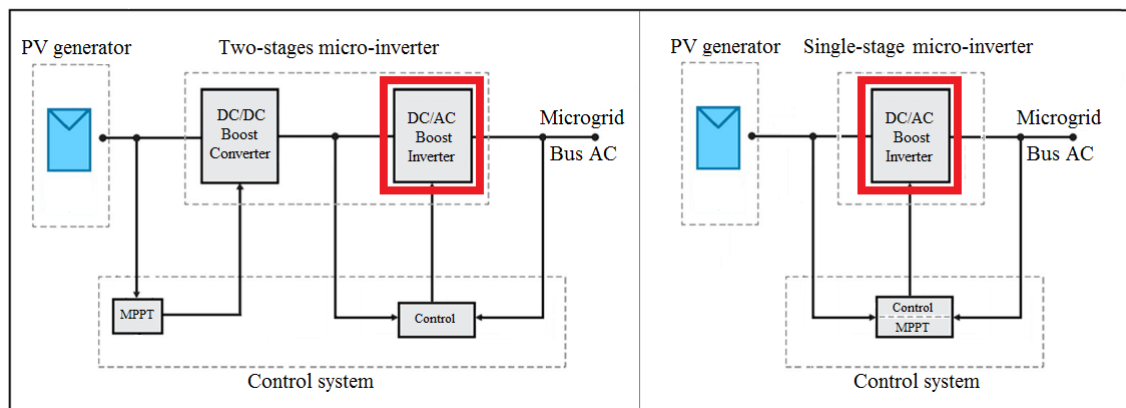 PV generator
Two-stages micro-inverter
DC/DC
Boost
Converter
DC/AC
Boost
Inverter
Microgrid
Bus AC
MPPT
Control
Control system
PV generator
Single-stage micro-inverter
DC/AC
Boost
Inverter
Microgrid
Bus AC
Control
MPPT
Control system